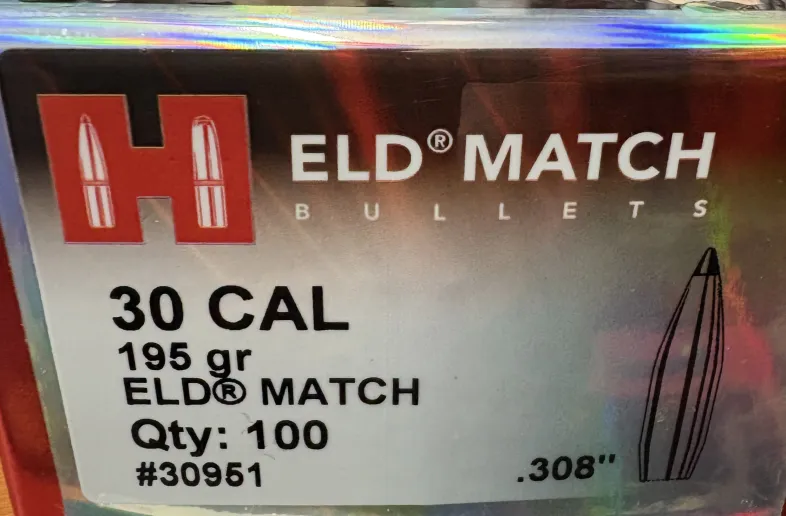 ELD® MATCH
BULLETS
30 CAL
195 gr
ELD® MATCH
Qty: 100
#30951
.308"